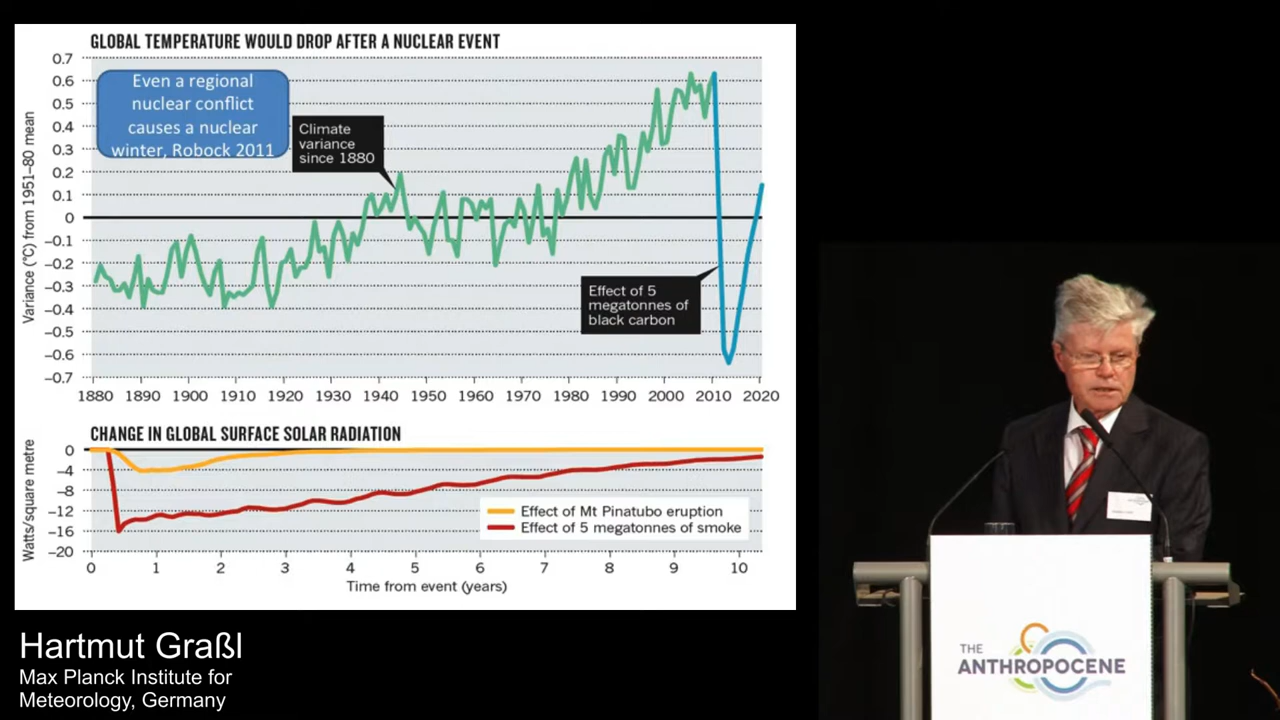 GLOBAL TEMPERATURE WOULD DROP AFTER A NUCLEAR EVENT
0.7
0.6
0.5
0.4
0.3
0.2
0.1
0
–0.1
–0.2
–0.3
–0.4
–0.5
–0.6
–0.7
Variance (°C) from 1951–80 mean
Even a regional
nuclear conflict
causes a nuclear
winter, Robock 2011
Climate
variance
since 1880
Effect of 5
megatonnes of
black carbon
1880 1890 1900 1910 1920 1930 1940 1950 1960 1970 1980 1990 2000 2010 2020
CHANGE IN GLOBAL SURFACE SOLAR RADIATION
0
–4
–8
–12
–16
–20
Watts/square metre
Effect of Mt Pinatubo eruption
Effect of 5 megatonnes of smoke
0 1 2 3 4 5 6 7 8 9 10
Time from event (years)
Hartmut Graßl
Max Planck Institute for
Meteorology, Germany
THE
ANTHROPOCENE